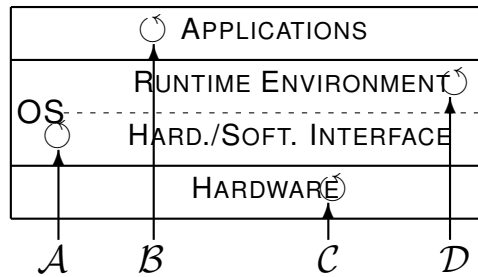 APPLICATIONS
RUNTIME ENVIRONMENT
OS
HARD./SOFT. INTERFACE
HARDWARE
A B C D